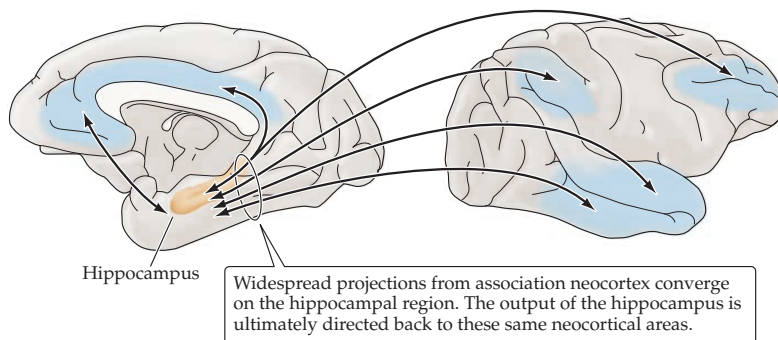 Hippocampus
Widespread projections from association neocortex converge
on the hippocampal region. The output of the hippocampus is
ultimately directed back to these same neocortical areas.